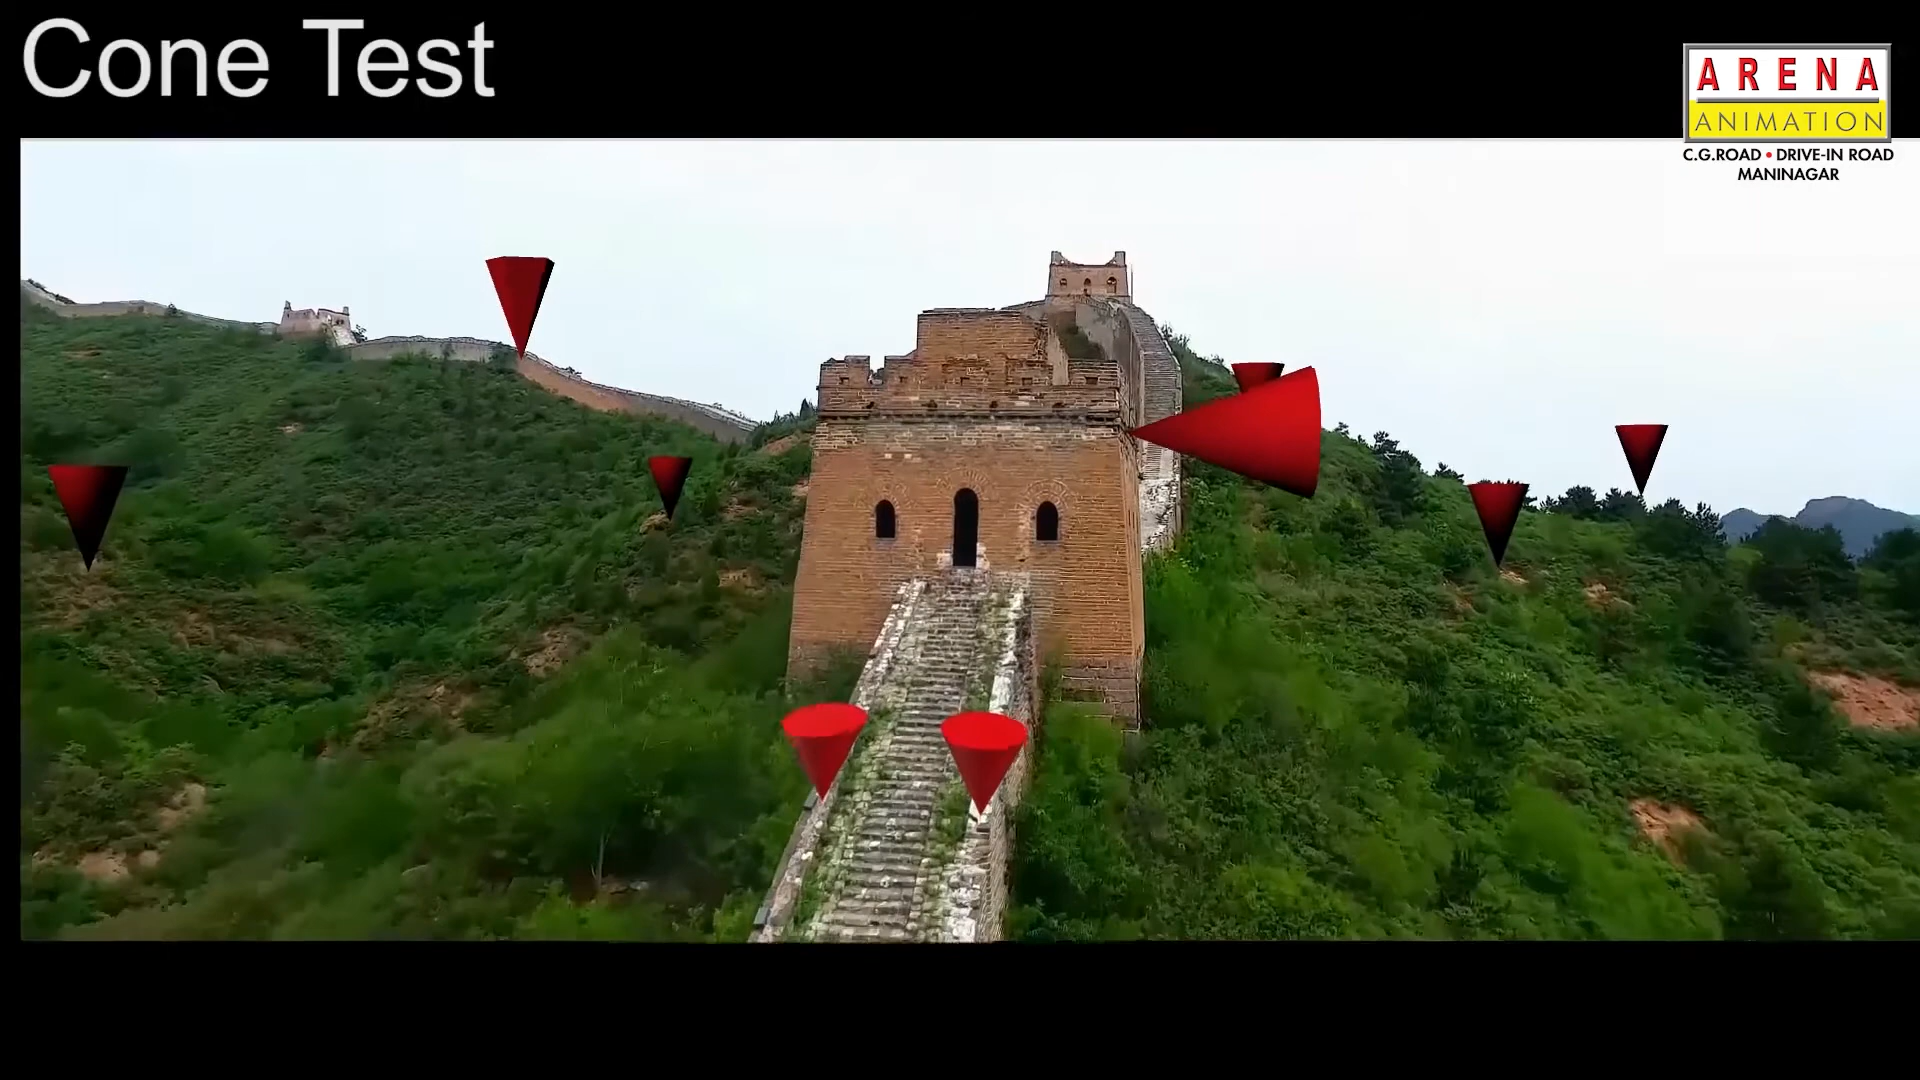 Cone Test
ARENA
ANIMATION
C.G.ROAD • DRIVE-IN ROAD
MANINAGAR